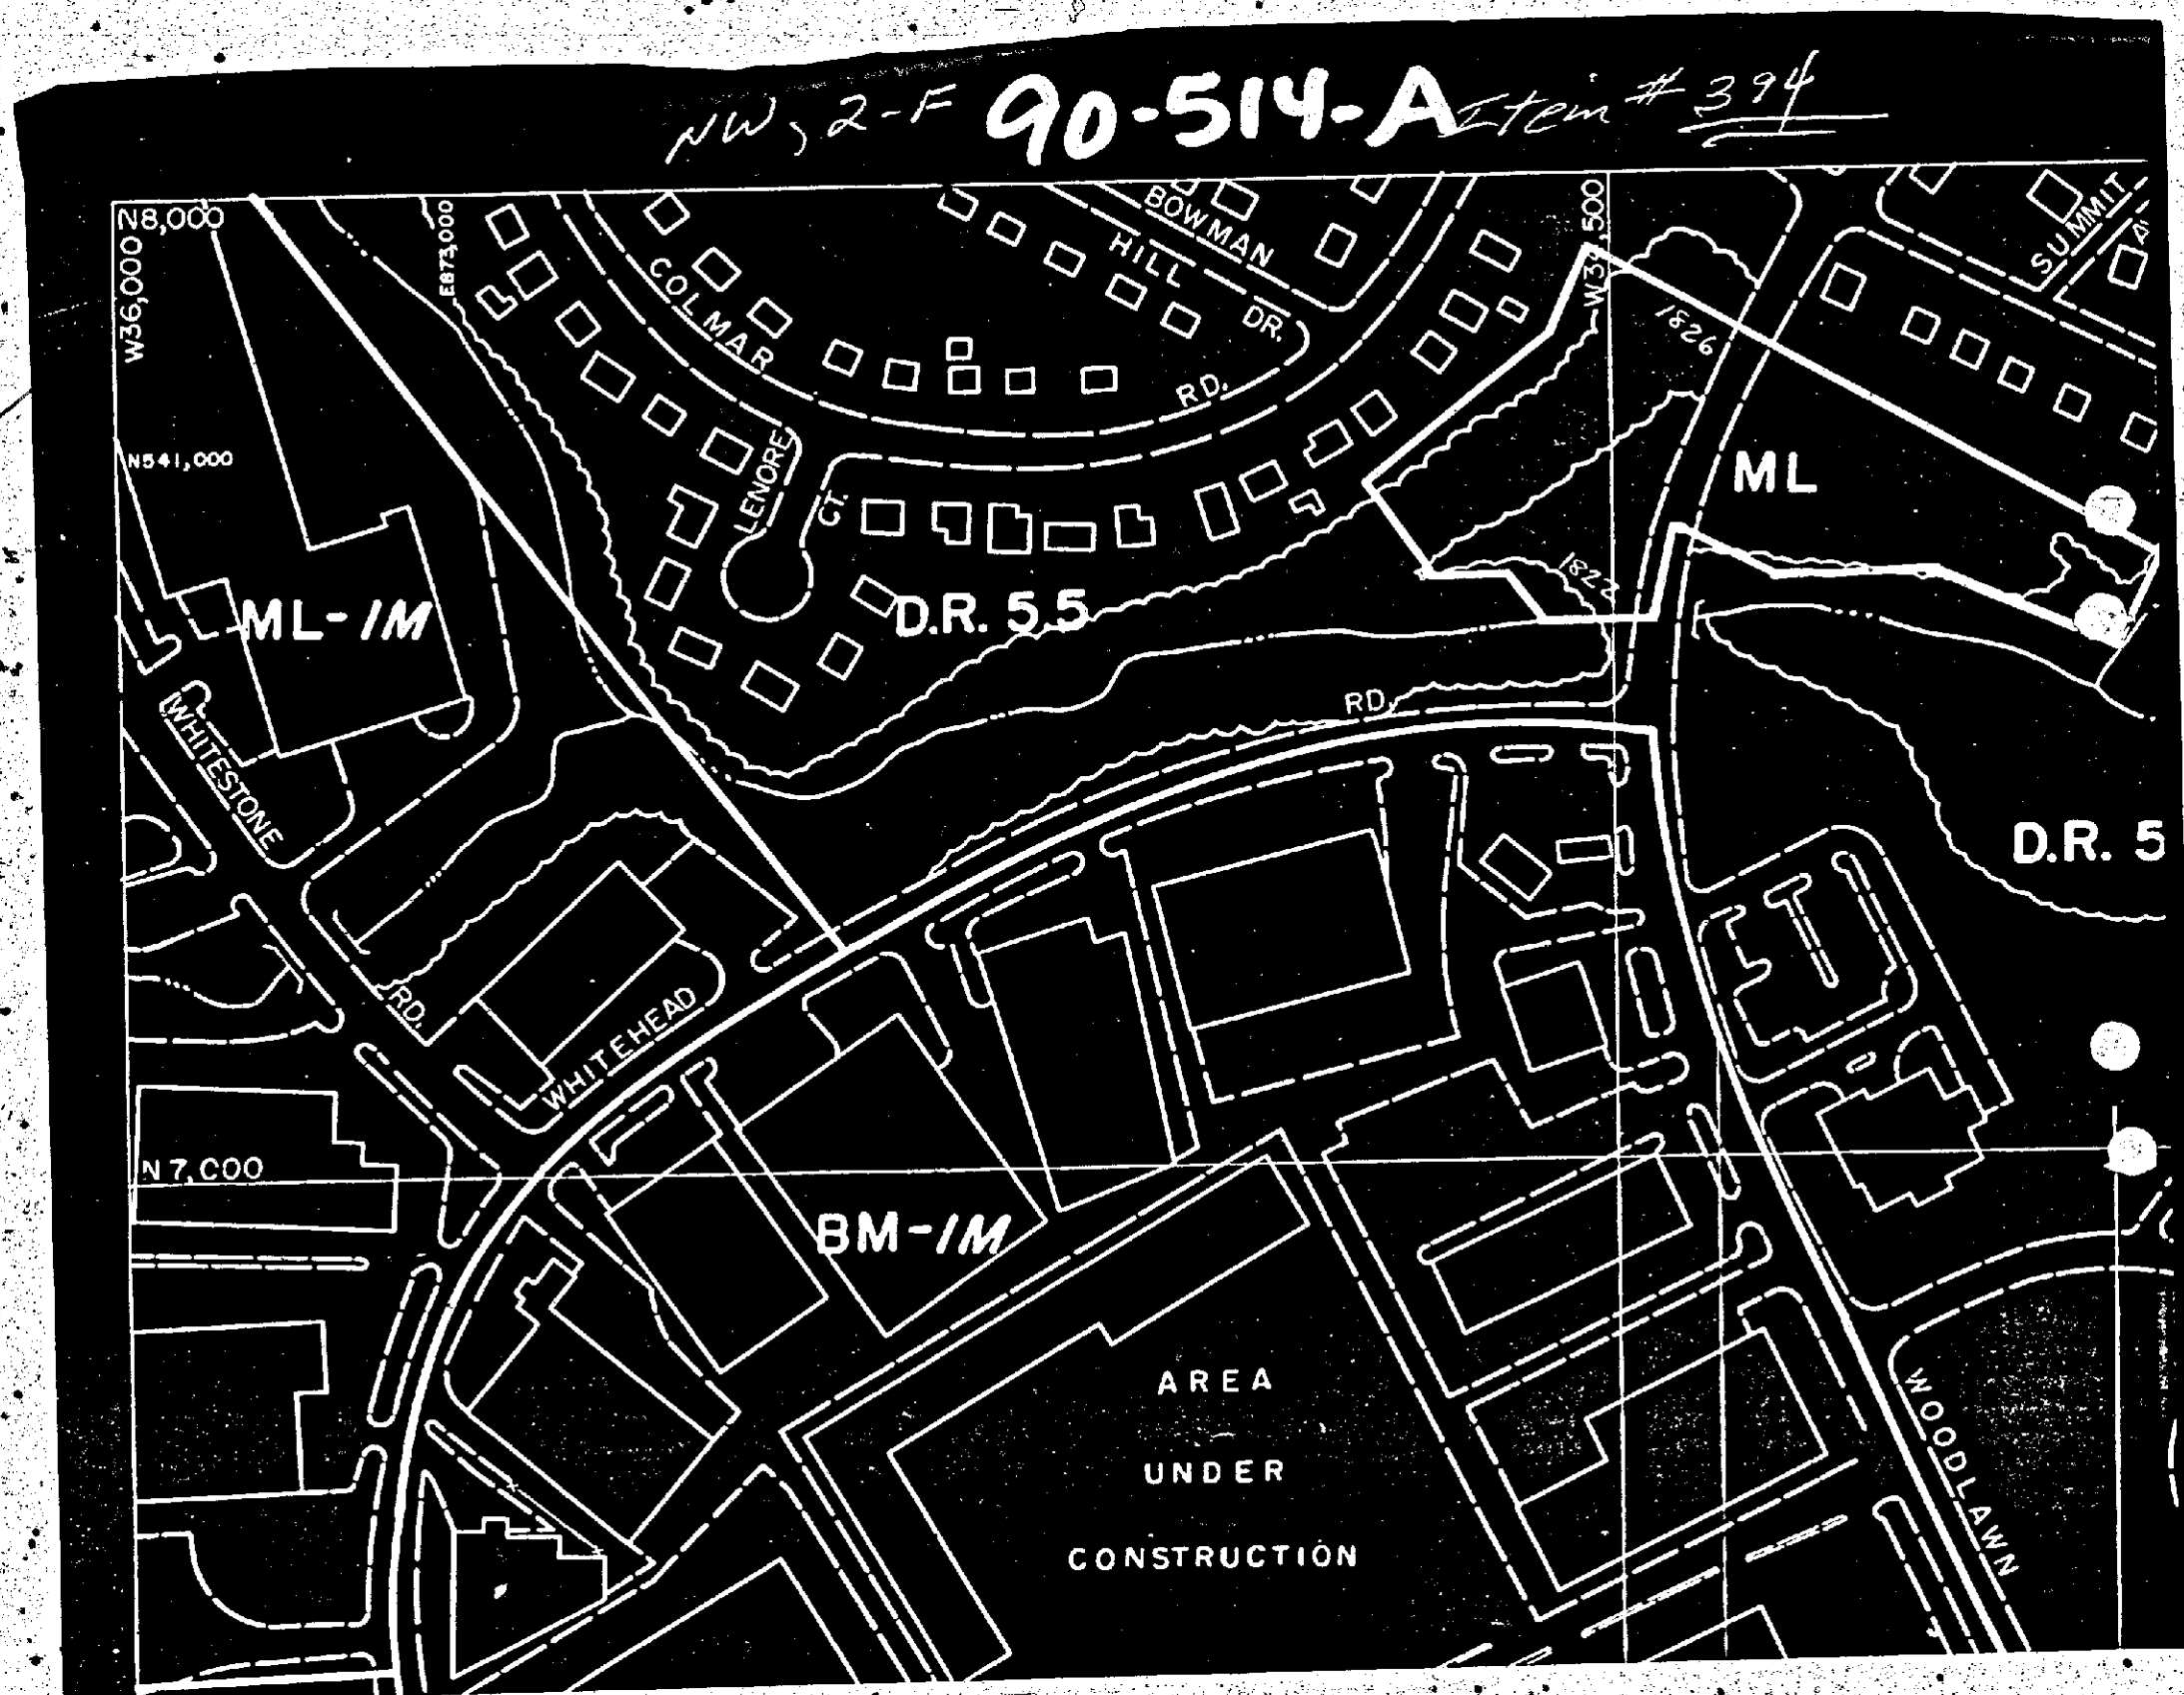 NW, 2-F 90-514-A Item # 394
N8,000
W36,000
E873,000
BOWMAN
HILL
DR.
COLMAR
RD.
SUMMIT
1826
N541,000
LENORE
CT.
ML
ML-IM
D.R. 5.5
1822
WHITESTONE
RD.
RD.
D.R. 5
WHITEHEAD
N 7,000
BM-IM
AREA
UNDER
CONSTRUCTION
WOODLAWN